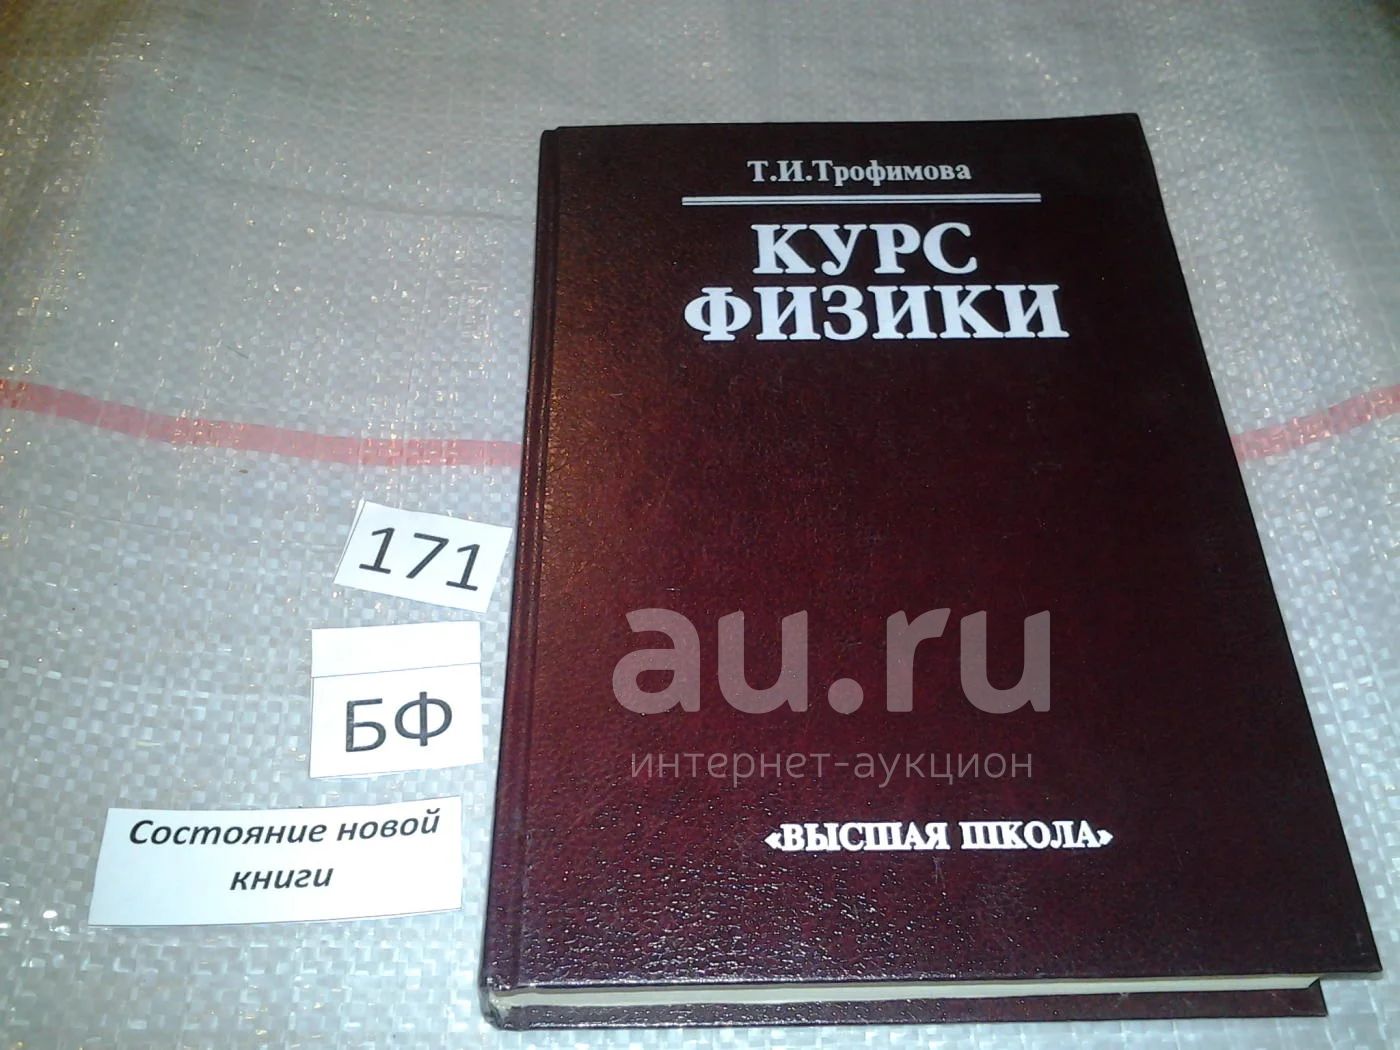 Т.И.Трофимова
КУРС
ФИЗИКИ
171
БФ
au.ru
интернет-аукцион
Состояние новой
книги
«ВЫСШАЯ ШКОЛА»